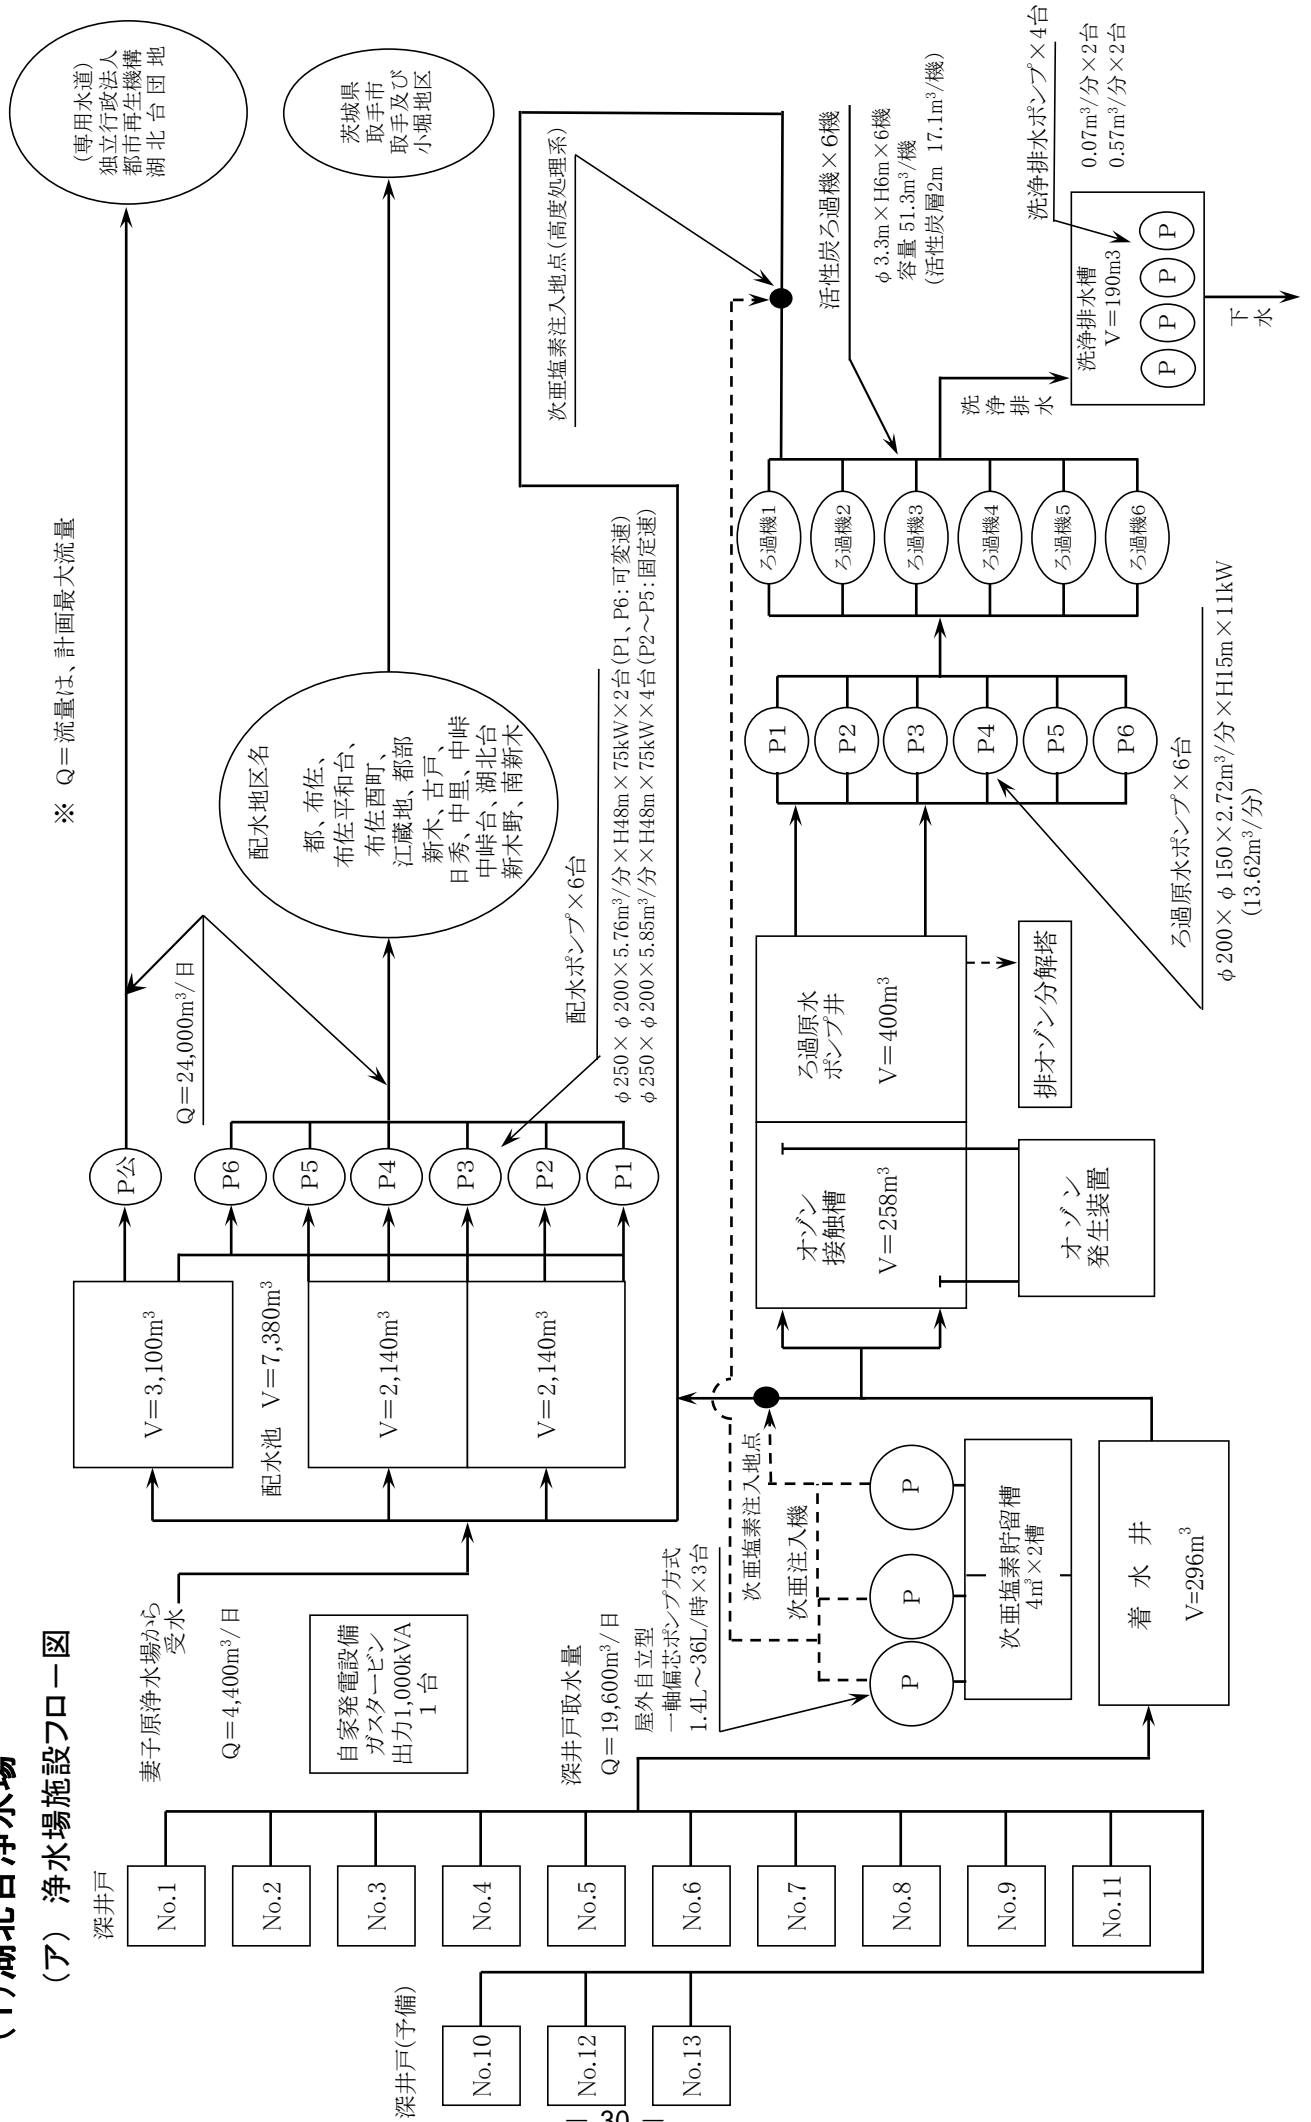 (イ)湖北台浄水場
(ア) 浄水場施設フロー図
※ Q=流量は、計画最大流量
深井戸
No.1
No.2
No.3
No.4
No.5
No.6
No.7
No.8
No.9
No.11
深井戸(予備)
No.10
No.12
No.13
妻子原浄水場から
受水
Q=4,400m³/日
自家発電設備
ガスタービン
出力1,000kVA
1 台
深井戸取水量
Q=19,600m³/日
屋外自立型
一軸偏芯ポンプ方式
1.4L~36L/時×3台
次亜塩素注入地点
次亜注入機
P
P
P
次亜塩素貯留槽
4m³×2槽
着 水 井
V=296m³
V=3,100m³
配水池 V=7,380m³
V=2,140m³
V=2,140m³
P公
P6
P5
P4
P3
P2
P1
Q=24,000m³/日
配水ポンプ×6台
φ250×φ200×5.76m³/分×H48m×75kW×2台(P1、P6:可変速)
φ250×φ200×5.85m³/分×H48m×75kW×4台(P2~P5:固定速)
配水地区名
都、布佐、
布佐平和台、
布佐酉町、
江蔵地、都部
新木、古戸、
日秀、中里、中峠
中峠台、湖北台
新木野、南新木
(専用水道)
独立行政法人
都市再生機構
湖 北 台 団 地
茨城県
取手市
取手及び
小堀地区
オゾン
接触槽
V=258m³
ろ過原水
ポンプ井
V=400m³
オ ゾ ン
発生装置
排オゾン分解塔
P1
P2
P3
P4
P5
P6
ろ過原水ポンプ×6台
φ200×φ150×2.72m³/分×H15m×11kW
(13.62m³/分)
ろ過機1
ろ過機2
ろ過機3
ろ過機4
ろ過機5
ろ過機6
次亜塩素注入地点(高度処理系)
活性炭ろ過機×6機
φ3.3m×H6m×6機
容量 51.3m³/機
(活性炭層2m 17.1m³/機)
洗
浄
排
水
洗浄排水槽
V=190m3
P
P
P
P
洗浄排水ポンプ×4台
0.07m³/分×2台
0.57m³/分×2台
下
水
― 30 ―